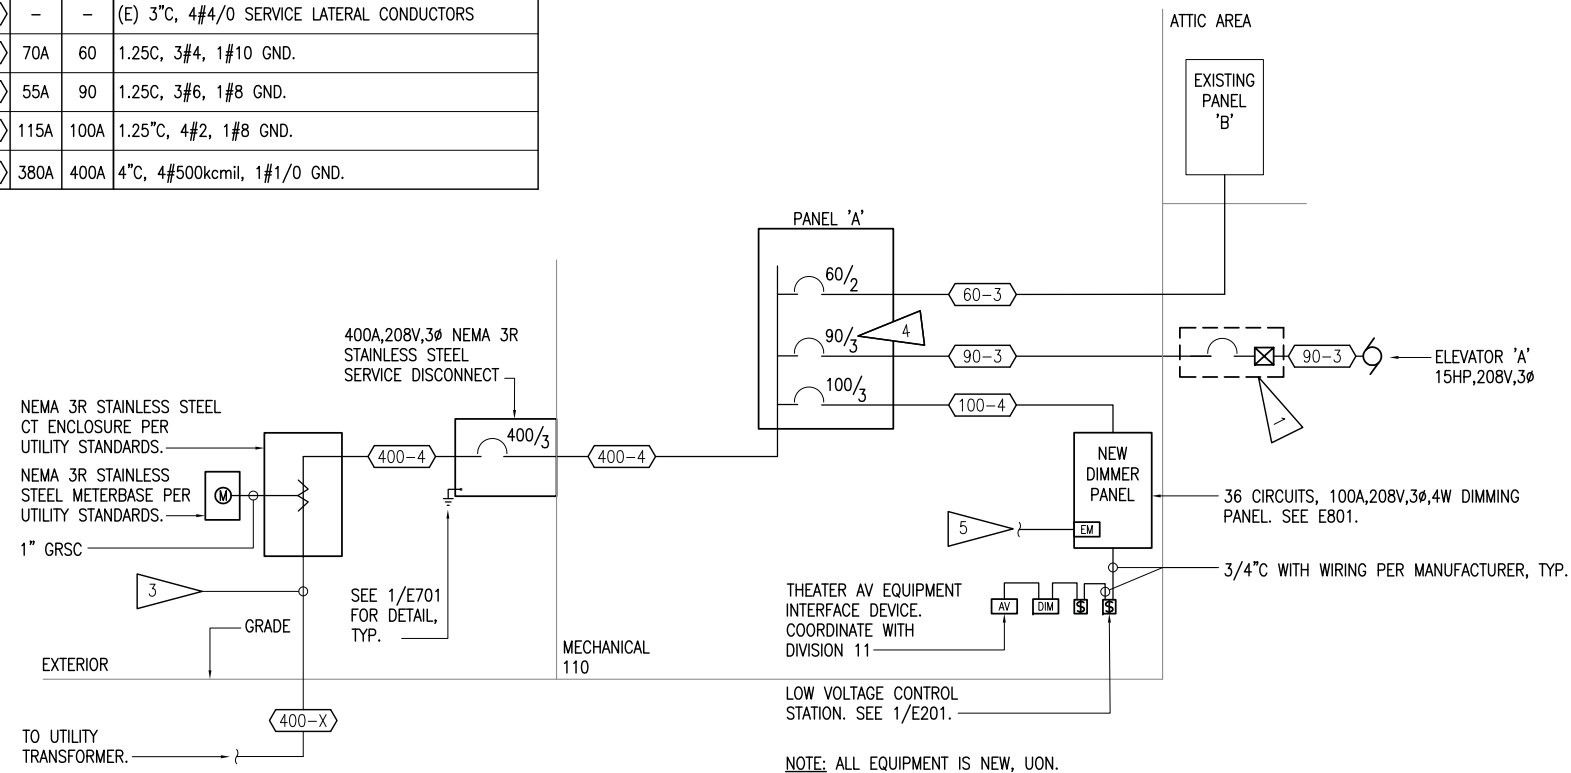 - - (E) 3"C, 4#4/0 SERVICE LATERAL CONDUCTORS
70A 60 1.25C, 3#4, 1#10 GND.
55A 90 1.25C, 3#6, 1#8 GND.
115A 100A 1.25"C, 4#2, 1#8 GND.
380A 400A 4"C, 4#500kcmil, 1#1/0 GND.
ATTIC AREA
EXISTING
PANEL
'B'
PANEL 'A'
60/2
60-3
90/3
4
90-3
90-3
ELEVATOR 'A'
15HP,208V,3ø
1
100/3
100-4
400A,208V,3ø NEMA 3R
STAINLESS STEEL
SERVICE DISCONNECT
400/3
400-4
400-4
NEMA 3R STAINLESS STEEL
CT ENCLOSURE PER
UTILITY STANDARDS.
NEMA 3R STAINLESS
STEEL METERBASE PER
UTILITY STANDARDS.
M
1" GRSC
3
GRADE
EXTERIOR
SEE 1/E701
FOR DETAIL,
TYP.
MECHANICAL
110
NEW
DIMMER
PANEL
EM
5
36 CIRCUITS, 100A,208V,3ø,4W DIMMING
PANEL. SEE E801.
3/4"C WITH WIRING PER MANUFACTURER, TYP.
THEATER AV EQUIPMENT
INTERFACE DEVICE.
COORDINATE WITH
DIVISION 11
AV DIM $ $
LOW VOLTAGE CONTROL
STATION. SEE 1/E201.
400-X
TO UTILITY
TRANSFORMER.
NOTE: ALL EQUIPMENT IS NEW, UON.